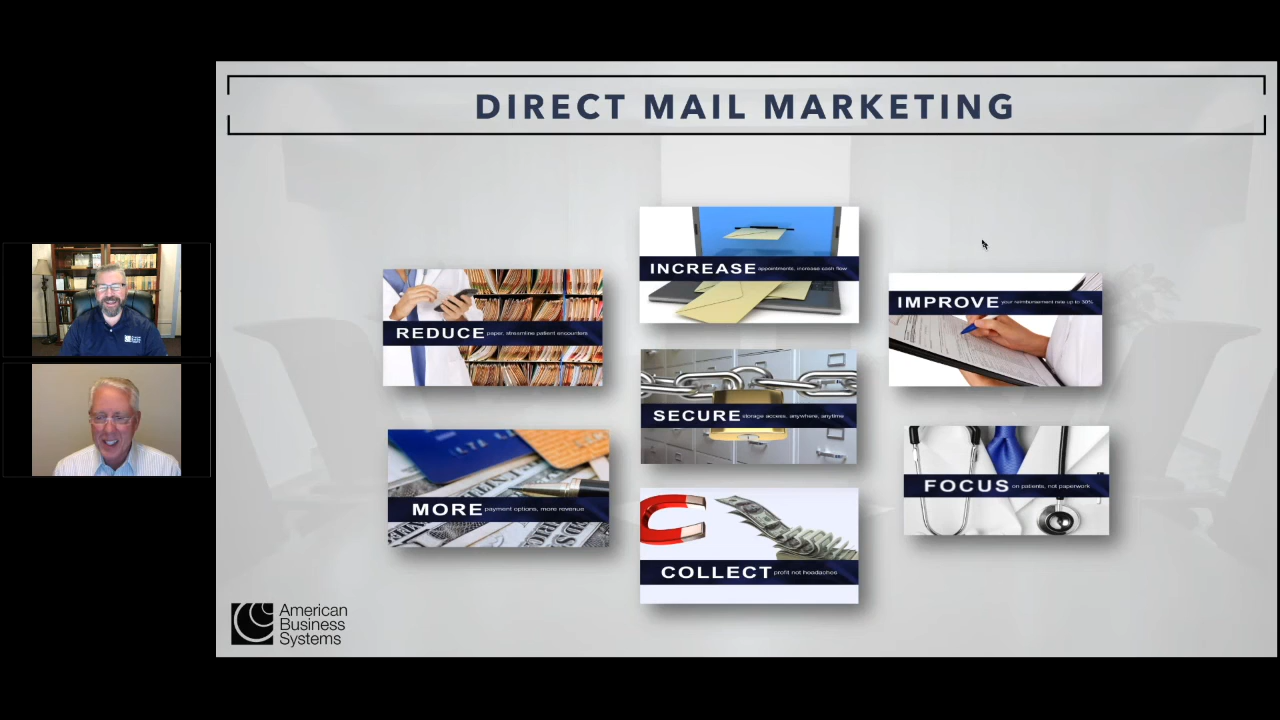 DIRECT MAIL MARKETING
INCREASE appointments, increase cash flow
REDUCE paper, streamline patient encounters
IMPROVE your reimbursement rate up to 30%
SECURE storage access, anywhere, anytime
MORE payment options, more revenue
FOCUS on patients, not paperwork
COLLECT profit not headaches
American
Business
Systems